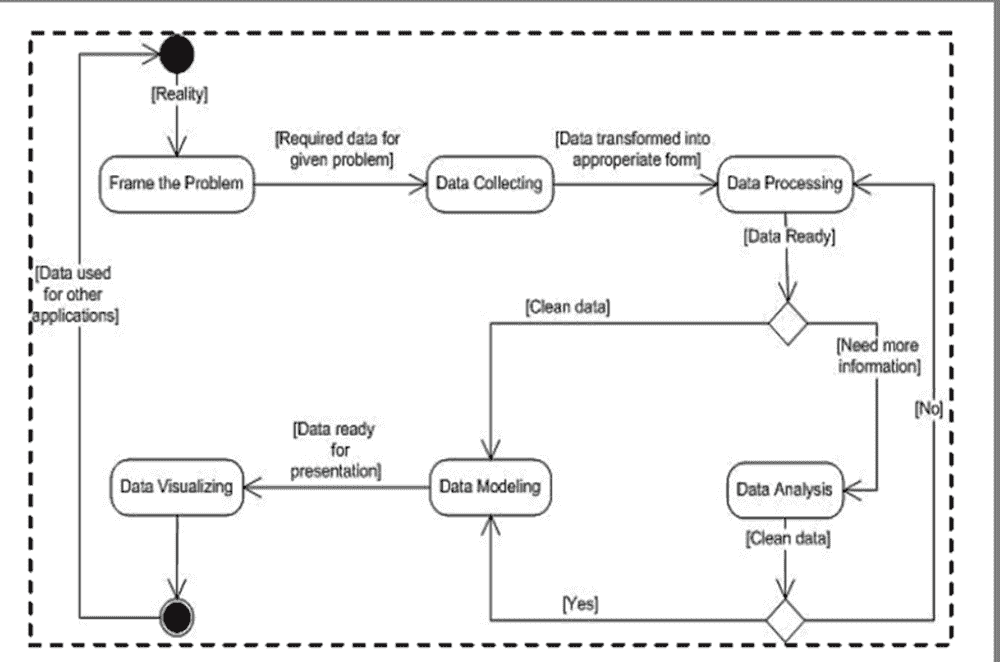 [Reality]
[Required data for
given problem]
[Data transformed into
approperiate form]
Frame the Problem
Data Collecting
Data Processing
[Data Ready]
[Data used
for other
applications]
[Clean data]
[Need more
information]
[No]
[Data ready
for
presentation]
Data Visualizing
Data Modeling
Data Analysis
[Clean data]
[Yes]